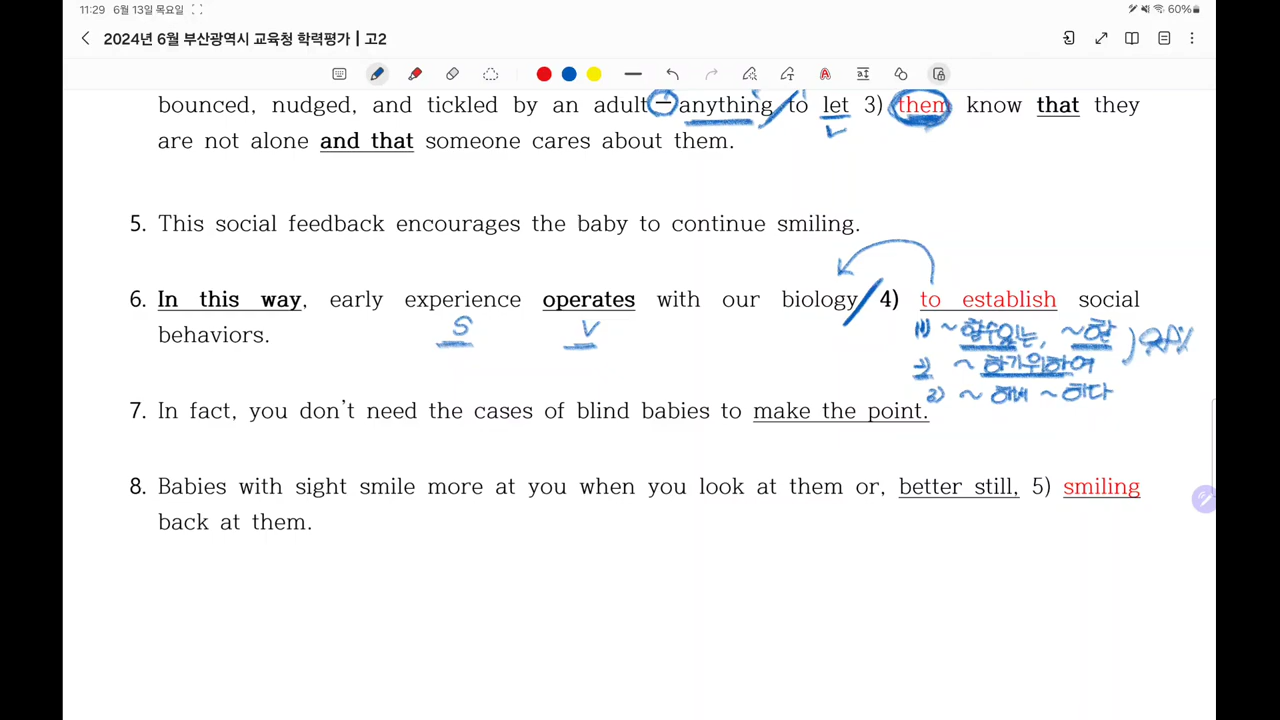 11:29 6월 13일 목요일
60%
2024년 6월 부산광역시 교육청 학력평가 | 고2
bounced, nudged, and tickled by an adult—anything to let 3) them know that they
V
are not alone and that someone cares about them.
5. This social feedback encourages the baby to continue smiling.
6. In this way, early experience operates with our biology 4) to establish social
behaviors.
S V
1) ~할수있는, ~할
2) ~하기위하여
3) ~해서 ~하다
7. In fact, you don't need the cases of blind babies to make the point.
8. Babies with sight smile more at you when you look at them or, better still, 5) smiling
back at them.